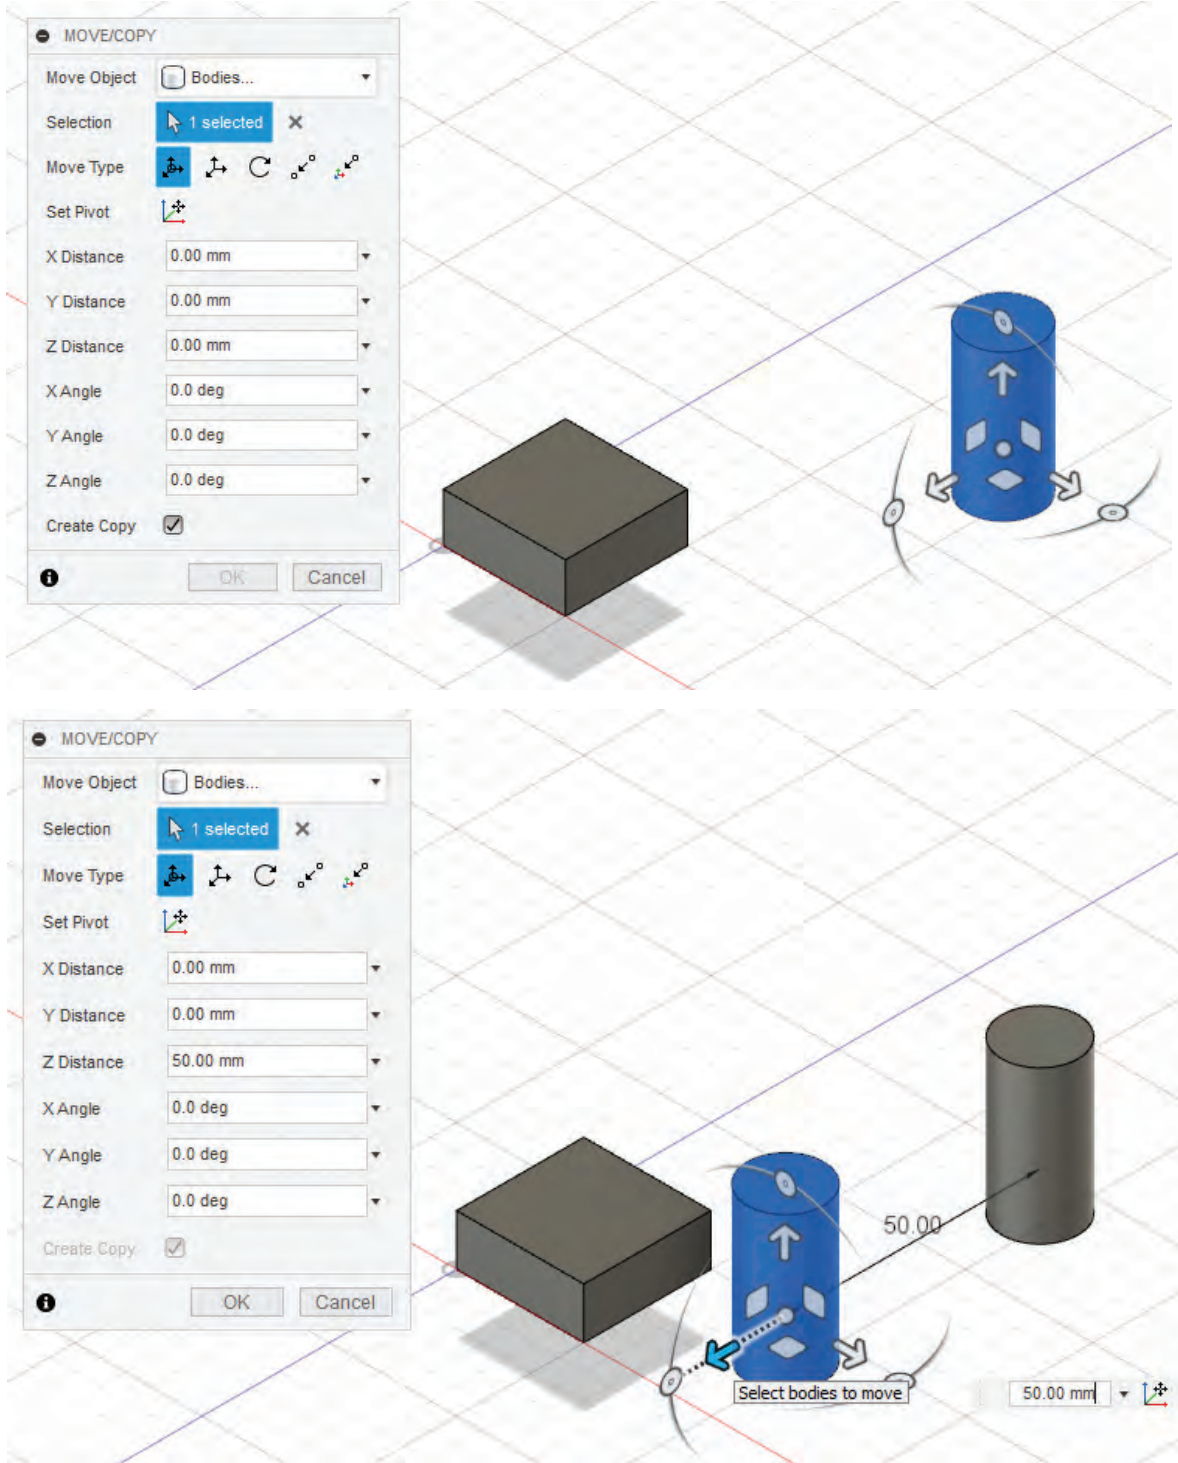 MOVE/COPY
Move Object Bodies...
Selection 1 selected
Move Type
Set Pivot
X Distance 0.00 mm
Y Distance 0.00 mm
Z Distance 0.00 mm
X Angle 0.0 deg
Y Angle 0.0 deg
Z Angle 0.0 deg
Create Copy
OK Cancel
MOVE/COPY
Move Object Bodies...
Selection 1 selected
Move Type
Set Pivot
X Distance 0.00 mm
Y Distance 0.00 mm
Z Distance 50.00 mm
X Angle 0.0 deg
Y Angle 0.0 deg
Z Angle 0.0 deg
Create Copy
OK Cancel
50.00
Select bodies to move
50.00 mm